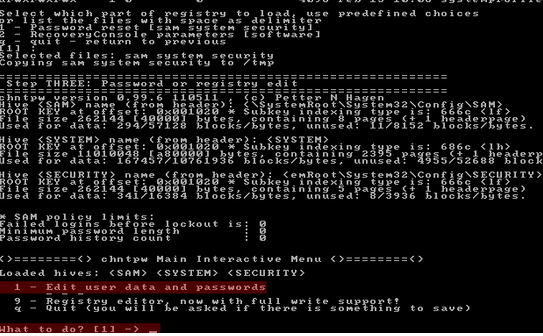 Select which part of registry to load, use predefined choices
or list the files with space as delimiter
1 - Password reset [sam system security]
2 - RecoveryConsole parameters [software]
q - quit - return to previous
[1] :
Selected files: sam system security
Copying sam system security to /tmp
=========================================================
Step THREE: Password or registry edit
=========================================================
chntpw version 0.99.6 110511 , (c) Petter N Hagen
Hive <SAM> name (from header): <\SystemRoot\System32\Config\SAM>
ROOT KEY at offset: 0x001020 * Subkey indexing type is: 666c <lf>
File size 262144 [40000] bytes, containing 8 pages (+ 1 headerpage)
Used for data: 294/57128 blocks/bytes, unused: 11/8152 blocks/bytes.
Hive <SYSTEM> name (from header): <SYSTEM>
ROOT KEY at offset: 0x001020 * Subkey indexing type is: 686c <lh>
File size 11010048 [a80000] bytes, containing 2395 pages (+ 1 headerp
Used for data: 167457/10761936 blocks/bytes, unused: 4955/52688 block
Hive <SECURITY> name (from header): <emRoot\System32\Config\SECURITY>
ROOT KEY at offset: 0x001020 * Subkey indexing type is: 666c <lf>
File size 262144 [40000] bytes, containing 5 pages (+ 1 headerpage)
Used for data: 341/16384 blocks/bytes, unused: 8/3936 blocks/bytes.
* SAM policy limits:
Failed logins before lockout is: 0
Minimum password length : 0
Password history count : 0
<>========<> chntpw Main Interactive Menu <>========<>
Loaded hives: <SAM> <SYSTEM> <SECURITY>
1 - Edit user data and passwords
9 - Registry editor, now with full write support!
q - Quit (you will be asked if there is something to save)
What to do? [1] -> _